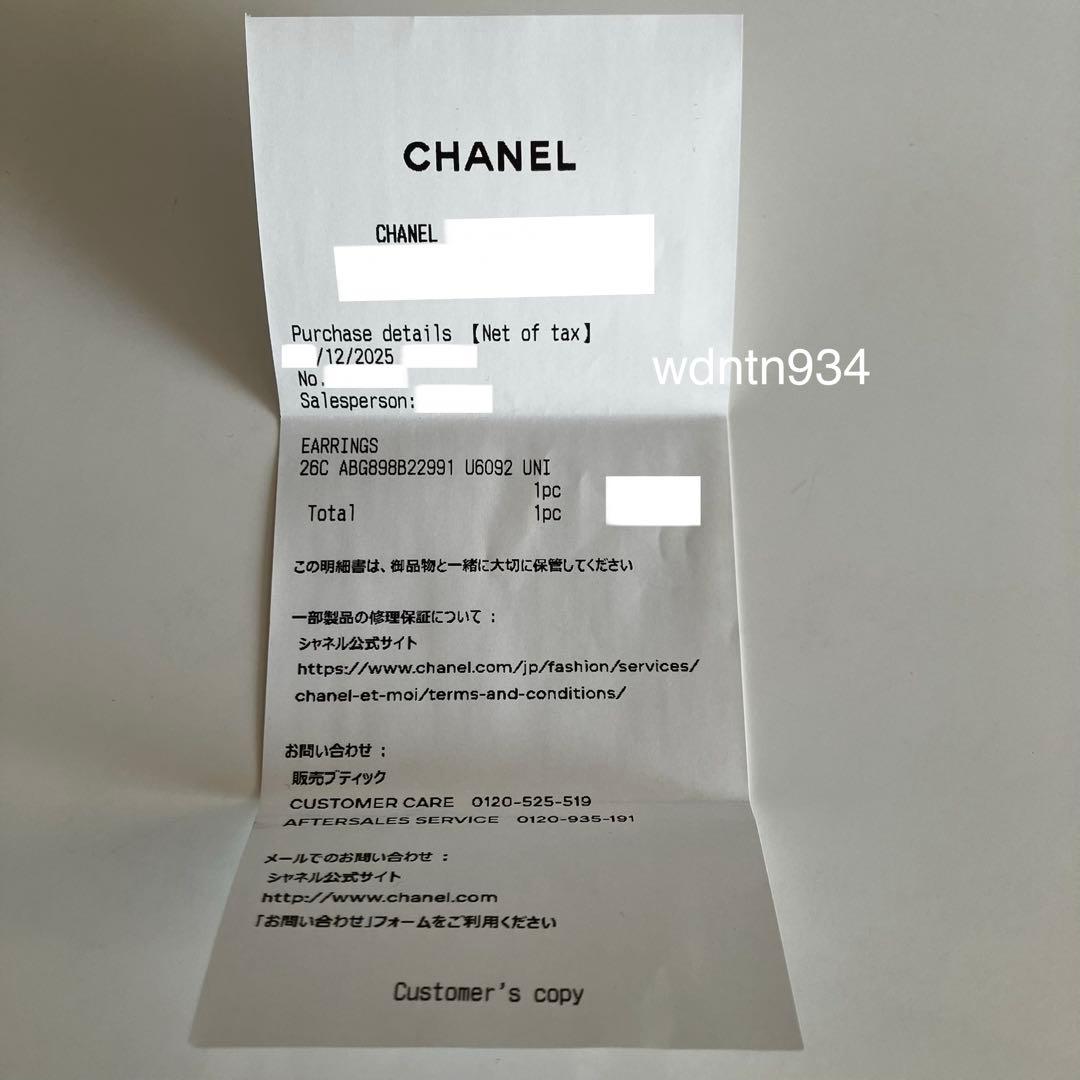 CHANEL
CHANEL
Purchase details 【Net of tax】
/12/2025
wdntn934
No.
Salesperson:
EARRINGS
26C ABG898B22991 U6092 UNI
1pc
Total 1pc
この明細書は、御品物と一緒に大切に保管してください
一部製品の修理保証について :
シャネル公式サイト
https://www.chanel.com/jp/fashion/services/
chanel-et-moi/terms-and-conditions/
お問い合わせ :
販売ブティック
CUSTOMER CARE 0120-525-519
AFTERSALES SERVICE 0120-935-191
メールでのお問い合わせ :
シャネル公式サイト
http://www.chanel.com
「お問い合わせ」フォームをご利用ください
Customer's copy